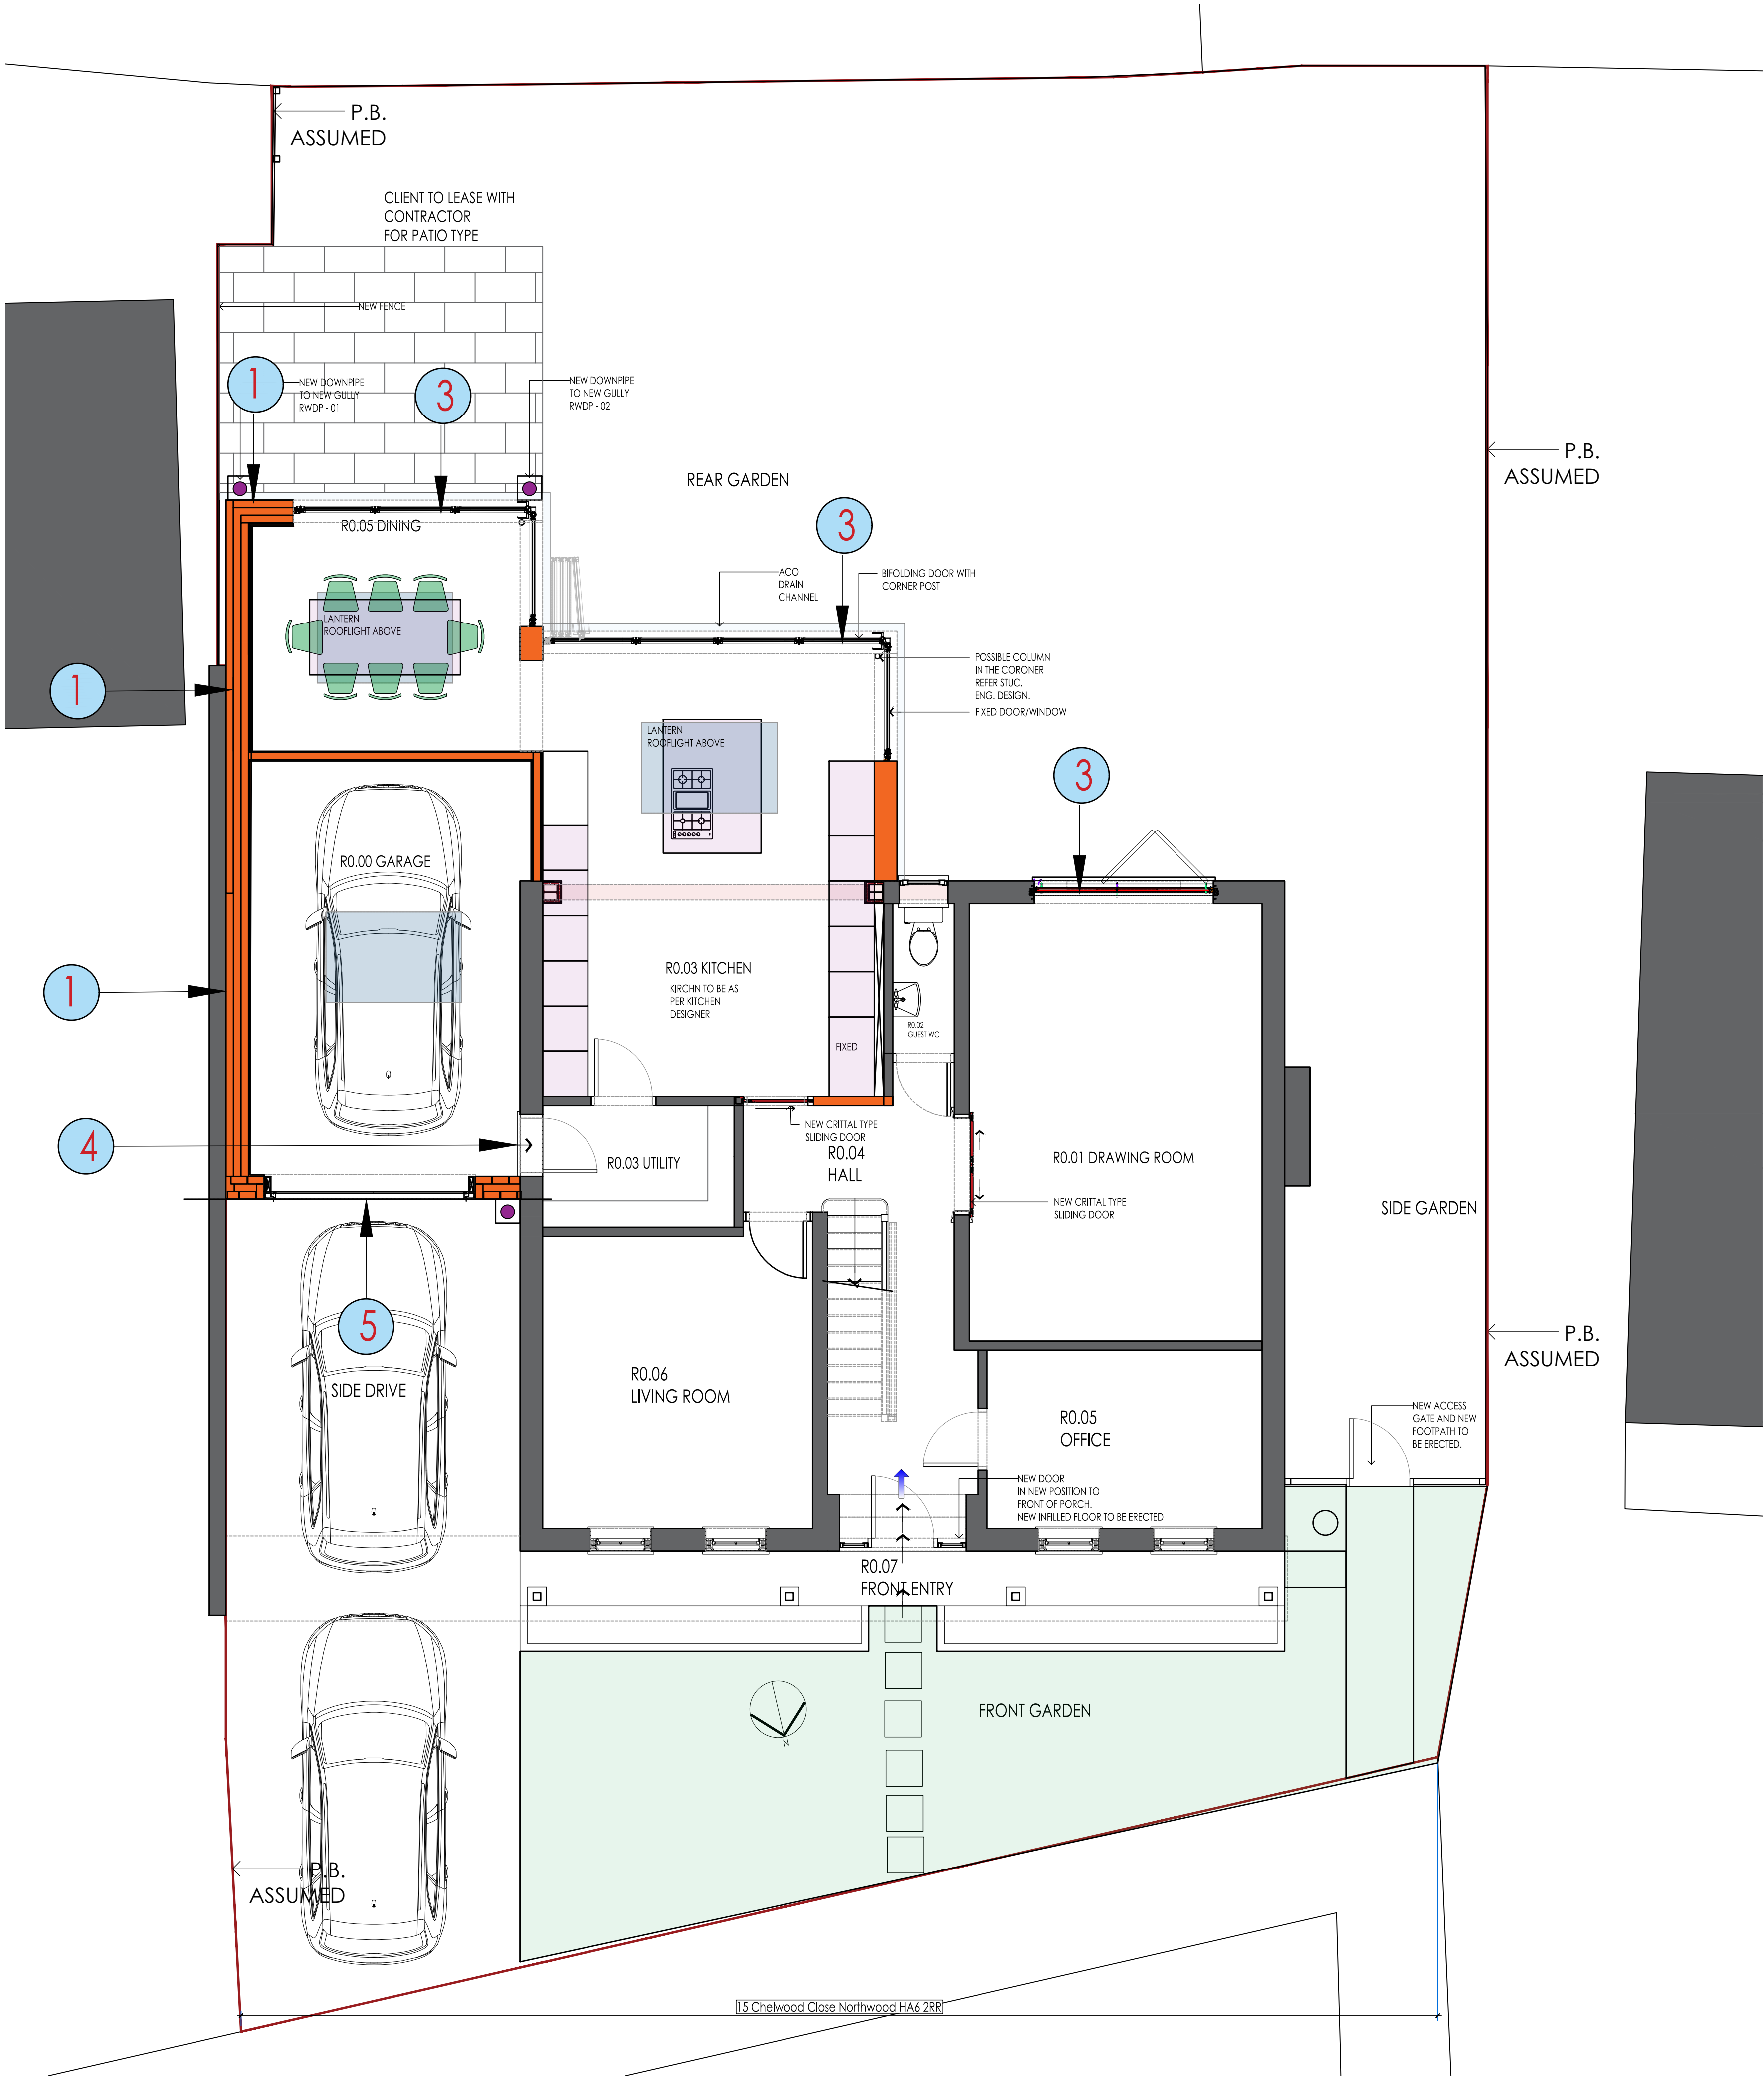 P.B.
ASSUMED
CLIENT TO LEASE WITH
CONTRACTOR
FOR PATIO TYPE
NEW FENCE
1
NEW DOWNPIPE
TO NEW GULLY
RWDP - 01
3
NEW DOWNPIPE
TO NEW GULLY
RWDP - 02
P.B.
ASSUMED
REAR GARDEN
R0.05 DINING
3
ACO
DRAIN
CHANNEL
BIFOLDING DOOR WITH
CORNER POST
LANTERN
ROOFLIGHT ABOVE
POSSIBLE COLUMN
IN THE CORONER
REFER STUC.
ENG. DESIGN.
FIXED DOOR/WINDOW
1
LANTERN
ROOFLIGHT ABOVE
3
R0.00 GARAGE
R0.03 KITCHEN
KIRCHN TO BE AS
PER KITCHEN
DESIGNER
1
R0.02
GUEST WC
FIXED
4
NEW CRITTAL TYPE
SLIDING DOOR
R0.04
HALL
R0.03 UTILITY
R0.01 DRAWING ROOM
NEW CRITTAL TYPE
SLIDING DOOR
SIDE GARDEN
5
P.B.
ASSUMED
SIDE DRIVE
R0.06
LIVING ROOM
R0.05
OFFICE
NEW ACCESS
GATE AND NEW
FOOTPATH TO
BE ERECTED.
NEW DOOR
IN NEW POSITION TO
FRONT OF PORCH.
NEW INFILLED FLOOR TO BE ERECTED
R0.07
FRONT ENTRY
FRONT GARDEN
N
P.B.
ASSUMED
15 Chelwood Close Northwood HA6 2RR